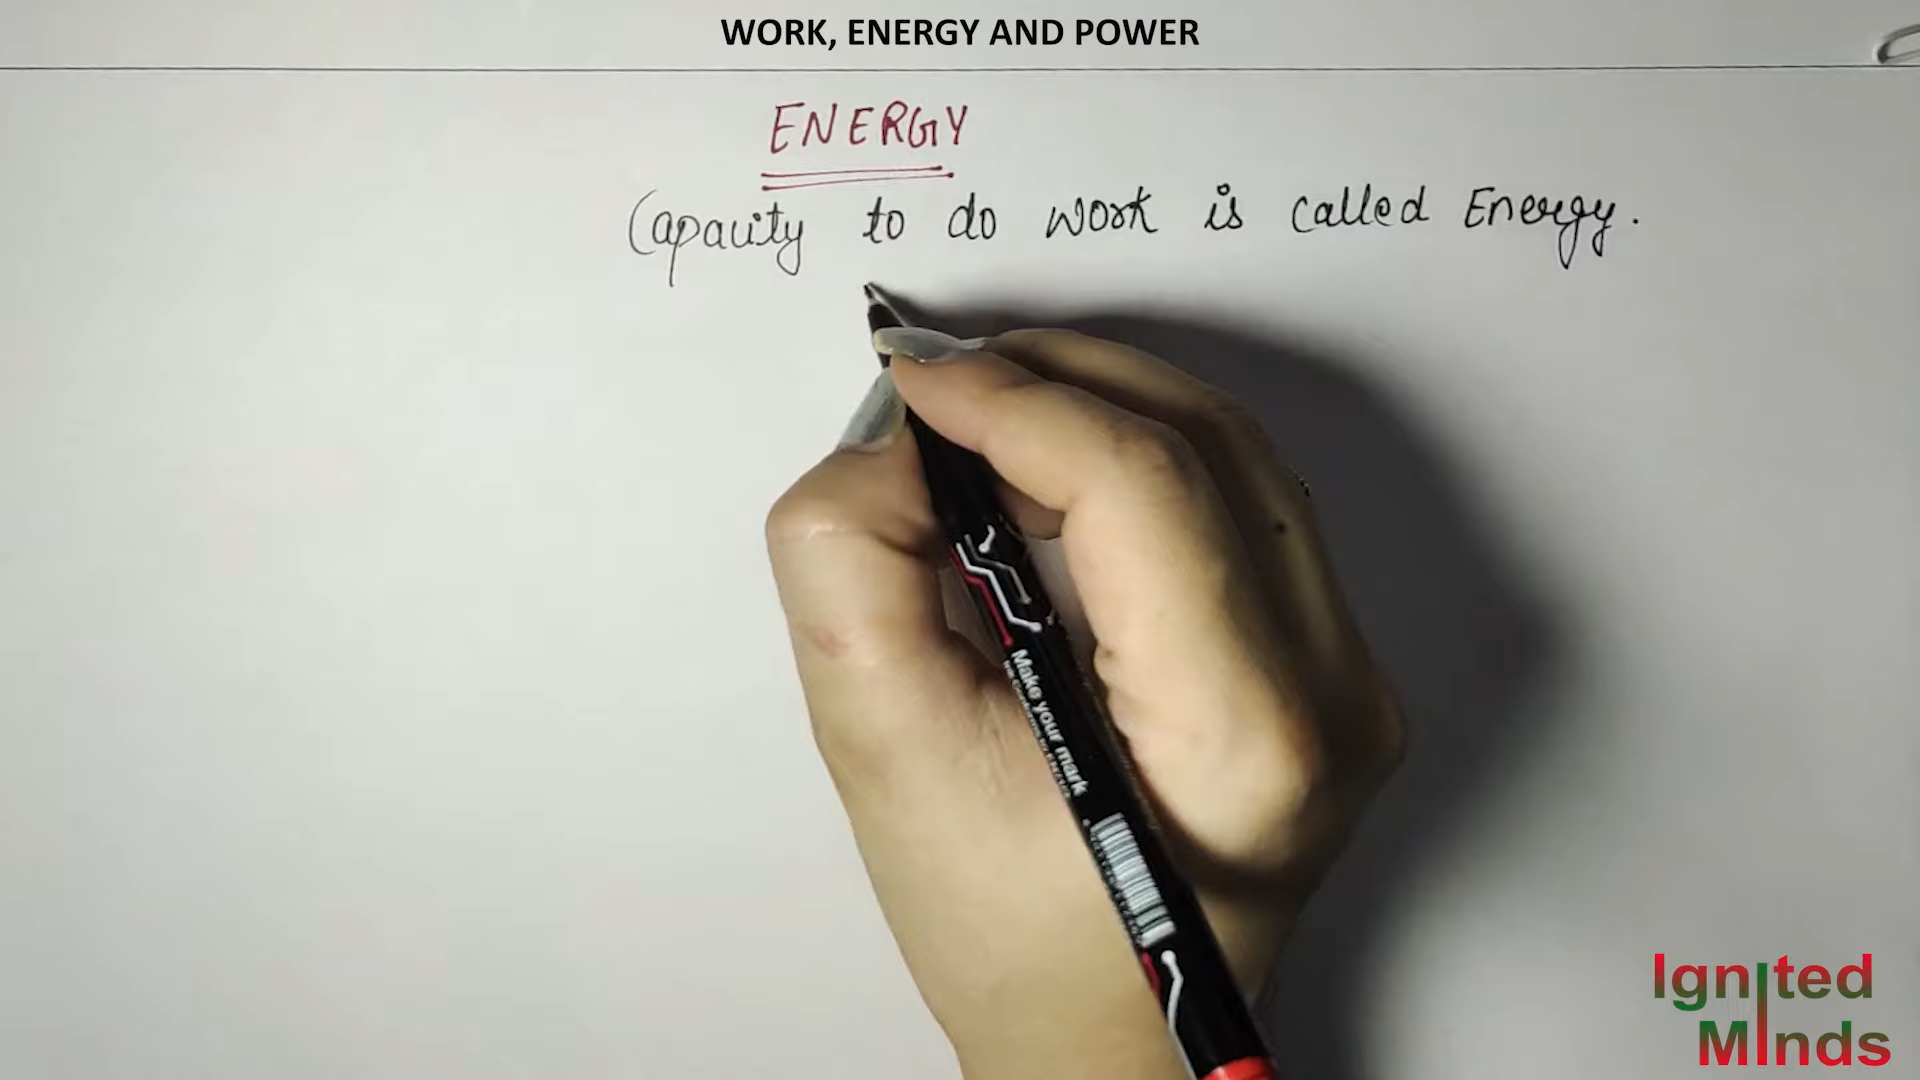 WORK, ENERGY AND POWER
ENERGY
Capacity to do work is called Energy.
Make your mark
Ignited
Minds